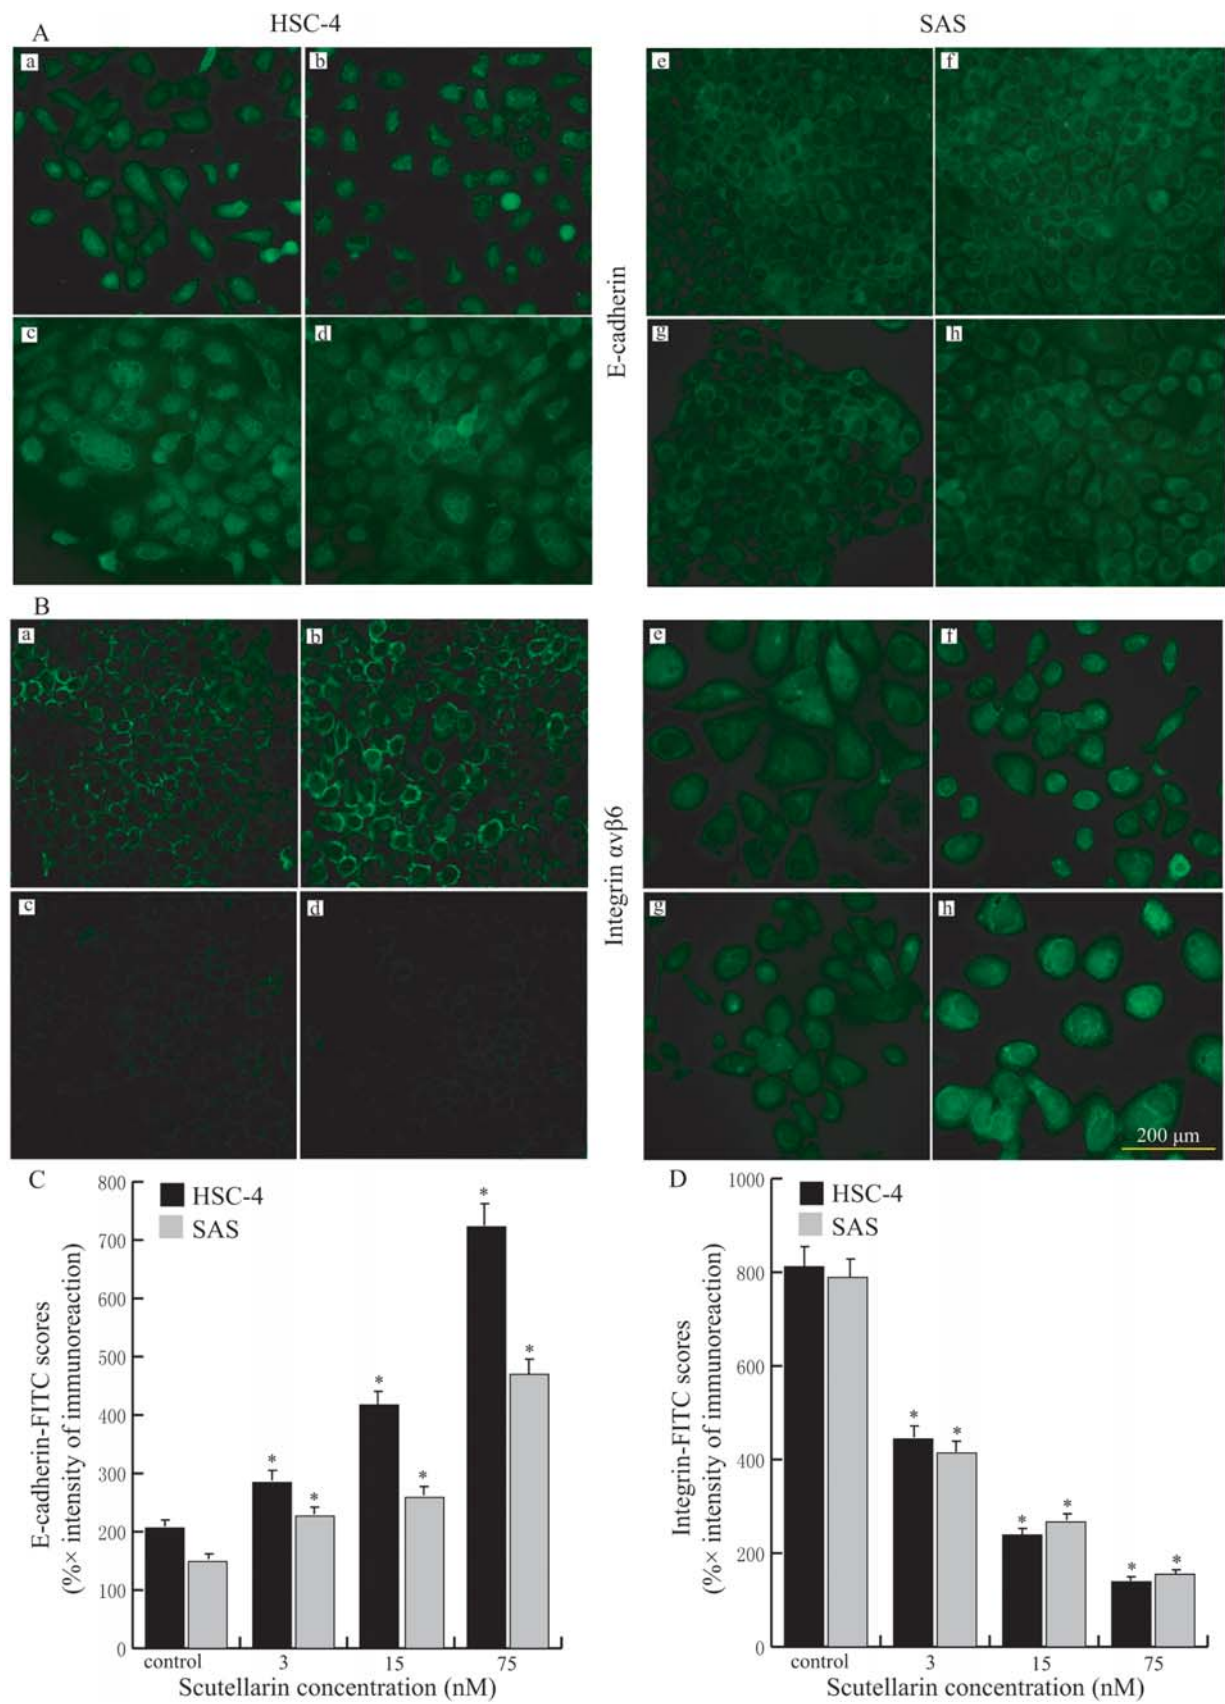 HSC-4
SAS
A
a
b
c
d
e
f
g
h
E-cadherin
B
a
b
c
d
e
f
g
h
Integrin αvβ6
200 μm
C
HSC-4
SAS
E-cadherin-FITC scores
(%× intensity of immunoreaction)
800
700
600
500
400
300
200
100
0
* * * * * *
control 3 15 75
Scutellarin concentration (nM)
D
HSC-4
SAS
Integrin-FITC scores
(%× intensity of immunoreaction)
1000
800
600
400
200
0
* * * * * *
control 3 15 75
Scutellarin concentration (nM)